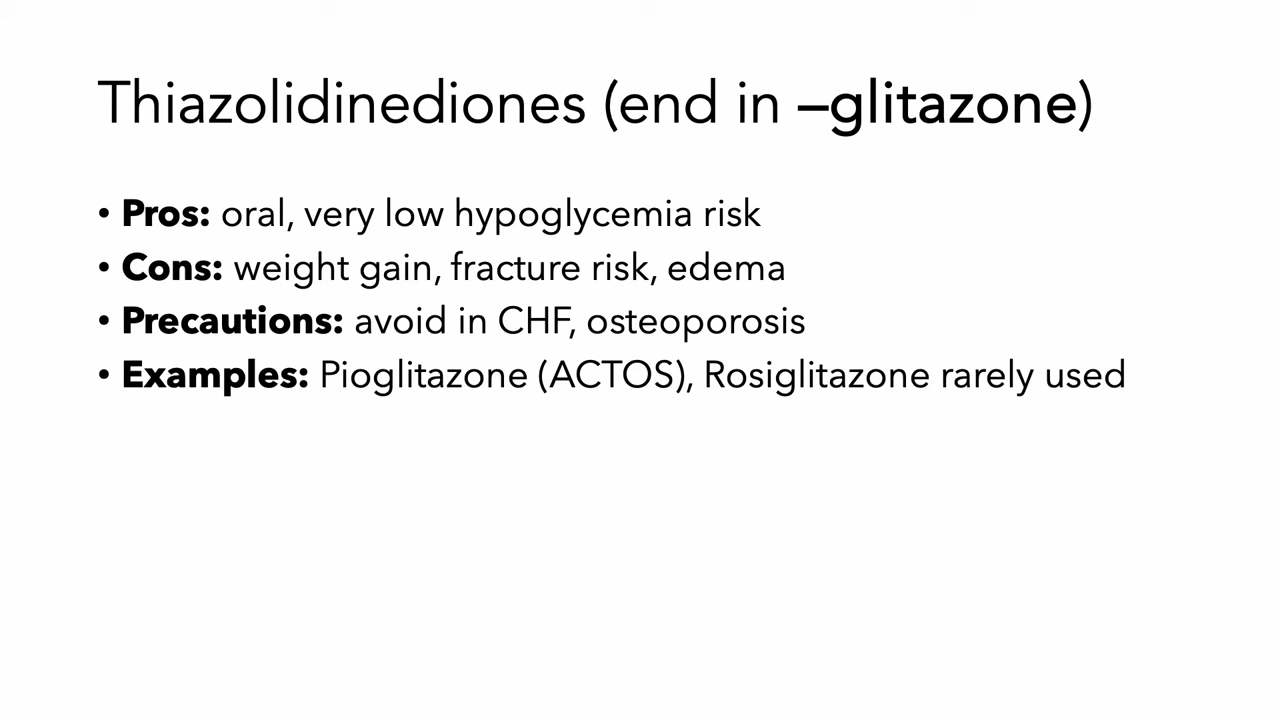 Thiazolidinediones (end in –glitazone)
• Pros: oral, very low hypoglycemia risk
• Cons: weight gain, fracture risk, edema
• Precautions: avoid in CHF, osteoporosis
• Examples: Pioglitazone (ACTOS), Rosiglitazone rarely used